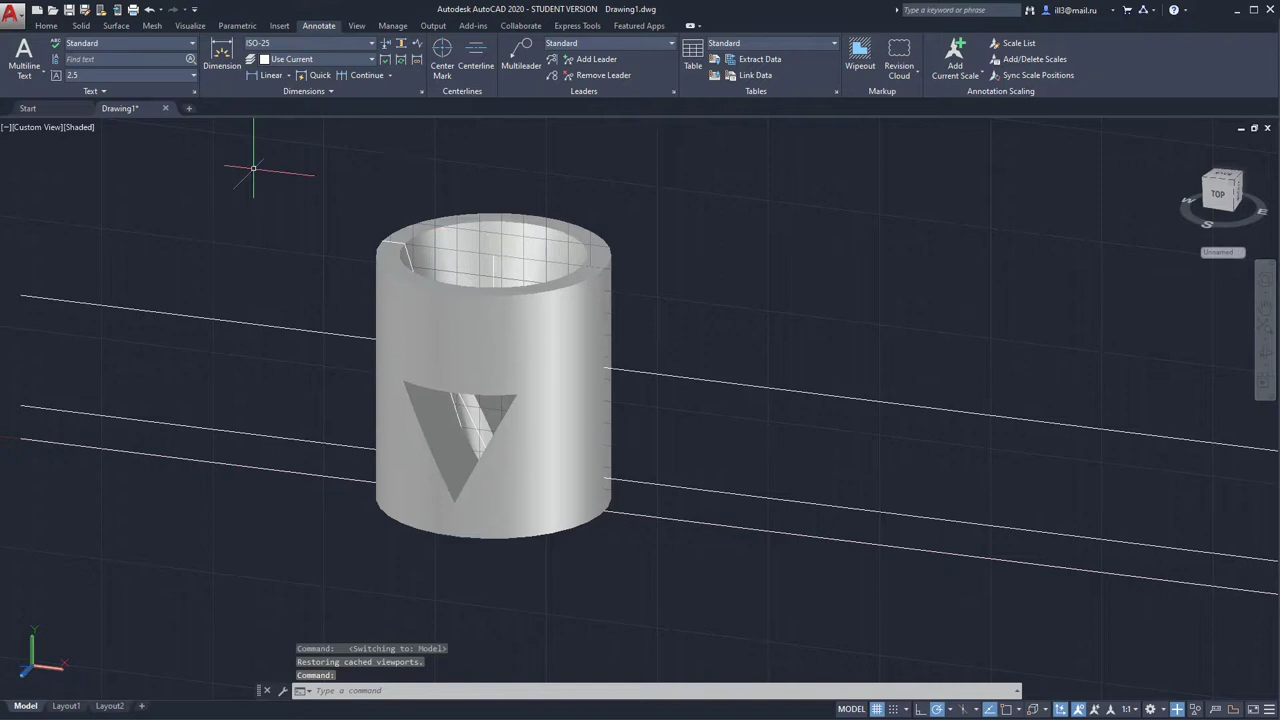 Autodesk AutoCAD 2020 - STUDENT VERSION Drawing1.dwg
Type a keyword or phrase
ill3@mail.ru
Home Solid Surface Mesh Visualize Parametric Insert Annotate View Manage Output Add-ins Collaborate Express Tools Featured Apps
Multiline
Text
Standard
Find text
2.5
Text
Dimension
ISO-25
Use Current
Linear Quick Continue
Dimensions
Center
Mark
Centerline
Centerlines
Multileader
Standard
Add Leader
Remove Leader
Leaders
Table
Standard
Extract Data
Link Data
Tables
Wipeout
Revision
Cloud
Markup
Add
Current Scale
Scale List
Add/Delete Scales
Sync Scale Positions
Annotation Scaling
Start Drawing1*
[−][Custom View][Shaded]
TOP
W
S
E
Unnamed
Y
X
Command: <Switching to: Model>
Restoring cached viewports.
Command:
Type a command
Model Layout1 Layout2
MODEL
1:1